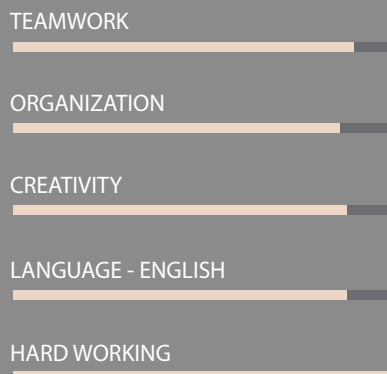 TEAMWORK
ORGANIZATION
CREATIVITY
LANGUAGE - ENGLISH
HARD WORKING